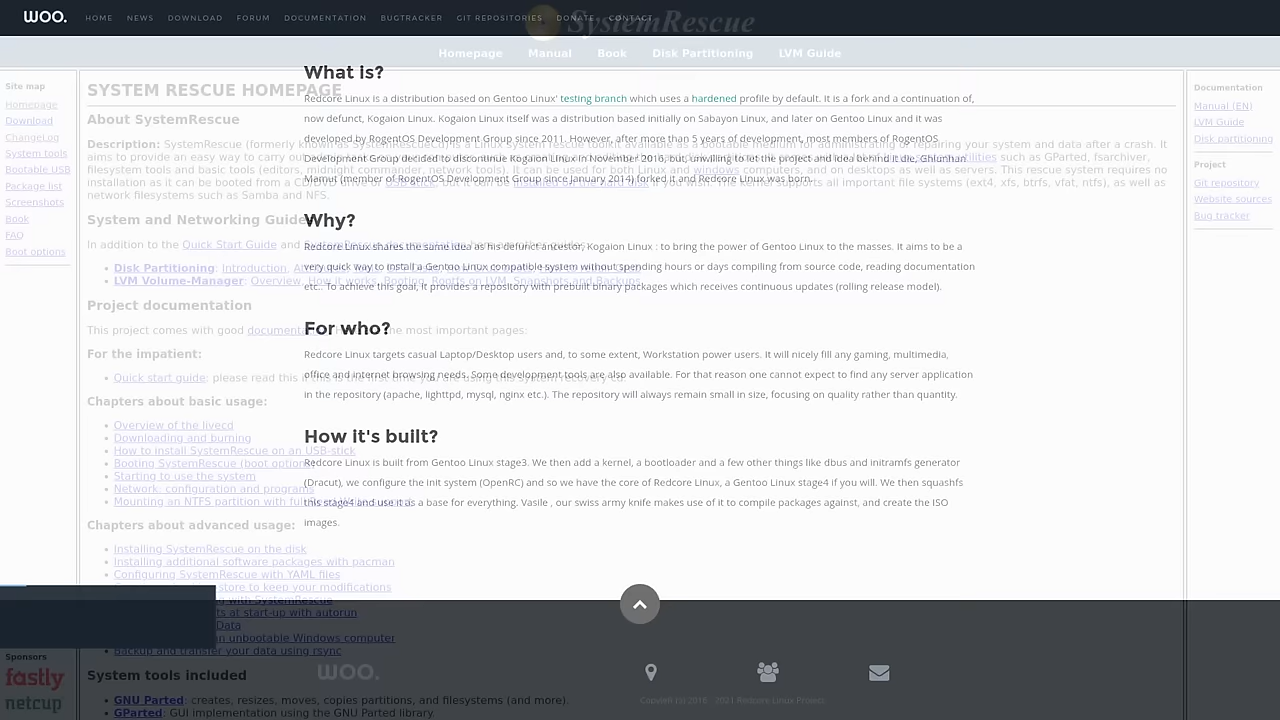 WOO.
HOME NEWS DOWNLOAD FORUM DOCUMENTATION BUGTRACKER GIT REPOSITORIES DONATE CONTACT
SystemRescue
Homepage Manual Book Disk Partitioning LVM Guide
What is?
Redcore Linux is a distribution based on Gentoo Linux' testing branch which uses a hardened profile by default. It is a fork and a continuation of,
now defunct, Kogaion Linux. Kogaion Linux itself was a distribution based initially on Sabayon Linux, and later on Gentoo Linux and it was
developed by RogentOS Development Group since 2011. However, after more than 5 years of development, most members of RogentOS
Development Group decided to discontinue Kogaion Linux in November 2016, but, unwilling to let the project and idea behind it die, Ghiunhan
Mamut (member of RogentOS Development Group since January 2014) forked it and Redcore Linux was born.
Why?
Redcore Linux shares the same idea as his defunct ancestor, Kogaion Linux : to bring the power of Gentoo Linux to the masses. It aims to be a
very quick way to install a Gentoo Linux compatible system without spending hours or days compiling from source code, reading documentation
etc.. To achieve this goal, it provides a repository with prebuilt binary packages which receives continuous updates (rolling release model).
For who?
Redcore Linux targets casual Laptop/Desktop users and, to some extent, Workstation power users. It will nicely fill any gaming, multimedia,
office and internet browsing needs. Some development tools are also available. For that reason one cannot expect to find any server application
in the repository (apache, lighttpd, mysql, nginx etc.). The repository will always remain small in size, focusing on quality rather than quantity.
How it's built?
Redcore Linux is built from Gentoo Linux stage3. We then add a kernel, a bootloader and a few other things like dbus and initramfs generator
(Dracut), we configure the init system (OpenRC) and so we have the core of Redcore Linux, a Gentoo Linux stage4 if you will. We then squashfs
this stage4 and use it as a base for everything. Vasile , our swiss army knife makes use of it to compile packages against, and create the ISO
images.
Site map
Homepage
Download
ChangeLog
System tools
Bootable USB
Package list
Screenshots
Book
FAQ
Boot options
Sponsors
fastly
netcup
SYSTEM RESCUE HOMEPAGE
About SystemRescue
Description: SystemRescue (formerly known as SystemRescueCd) is a Linux system rescue toolkit available as a bootable medium for administrating or repairing your system and data after a crash. It
aims to provide an easy way to carry out such as GParted, fsarchiver,
filesystem tools and basic tools (editors, midnight commander, network tools). It can be used for both Linux and windows computers, and on desktops as well as servers. This rescue system requires no
installation as it can be booted from a CD/DVD drive or USB stick, but it can be installed on the hard disk if you wish. The kernel supports all important file systems (ext4, xfs, btrfs, vfat, ntfs), as well as
network filesystems such as Samba and NFS.
System and Networking Guides
In addition to the Quick Start Guide and
Disk Partitioning: Introduction,
LVM Volume-Manager: Overview, How it works, Booting, Rootfs on LVM, Snapshots and Backups
Project documentation
This project comes with good the most important pages:
For the impatient:
Quick start guide: please read this if this is the first time you are using this system recovery cd.
Chapters about basic usage:
Overview of the livecd
Downloading and burning
How to install SystemRescue on an USB-stick
Booting SystemRescue (boot options)
Starting to use the system
Network: configuration and programs
Mounting an NTFS partition with full
Chapters about advanced usage:
Installing SystemRescue on the disk
Installing additional software packages with pacman
Configuring SystemRescue with YAML files
store to keep your modifications
with SystemRescue
at start-up with autorun
Data
unbootable Windows computer
Backup and transfer your data using rsync
System tools included
GNU Parted: creates, resizes, moves, copies partitions, and filesystems (and more).
GParted: GUI implementation using the GNU Parted library.
Documentation
Manual (EN)
LVM Guide
Disk partitioning
Project
Git repository
Website sources
Bug tracker
WOO.
Copyright (c) 2016 - 2021 Redcore Linux Project.